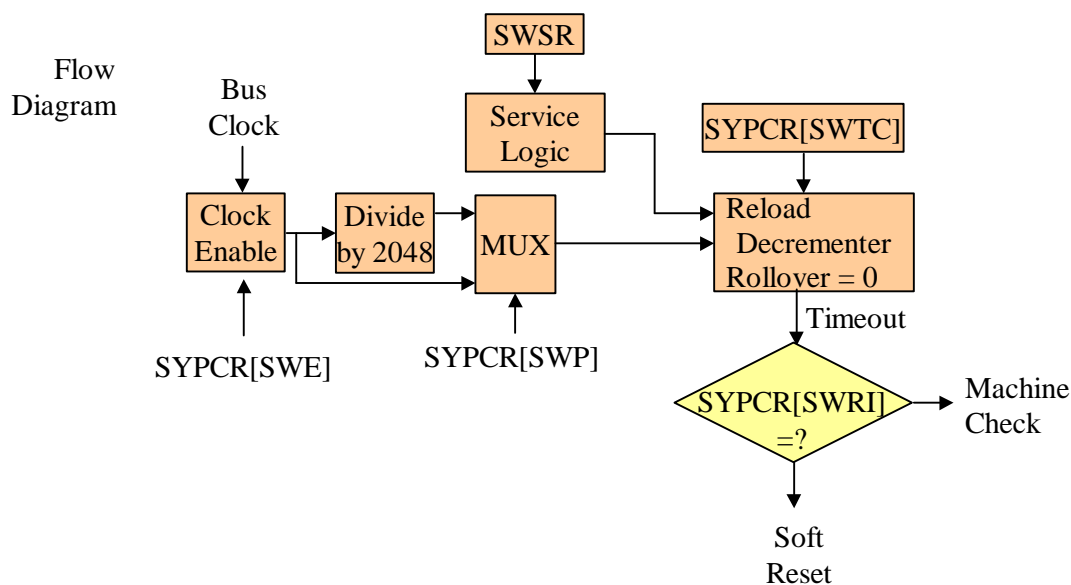 Flow
Diagram
SWSR
Bus
Clock
Service
Logic
SYPCR[SWTC]
Clock
Enable
Divide
by 2048
MUX
Reload
Decrementer
Rollover = 0
SYPCR[SWE]
SYPCR[SWP]
Timeout
SYPCR[SWRI]
=?
Machine
Check
Soft
Reset